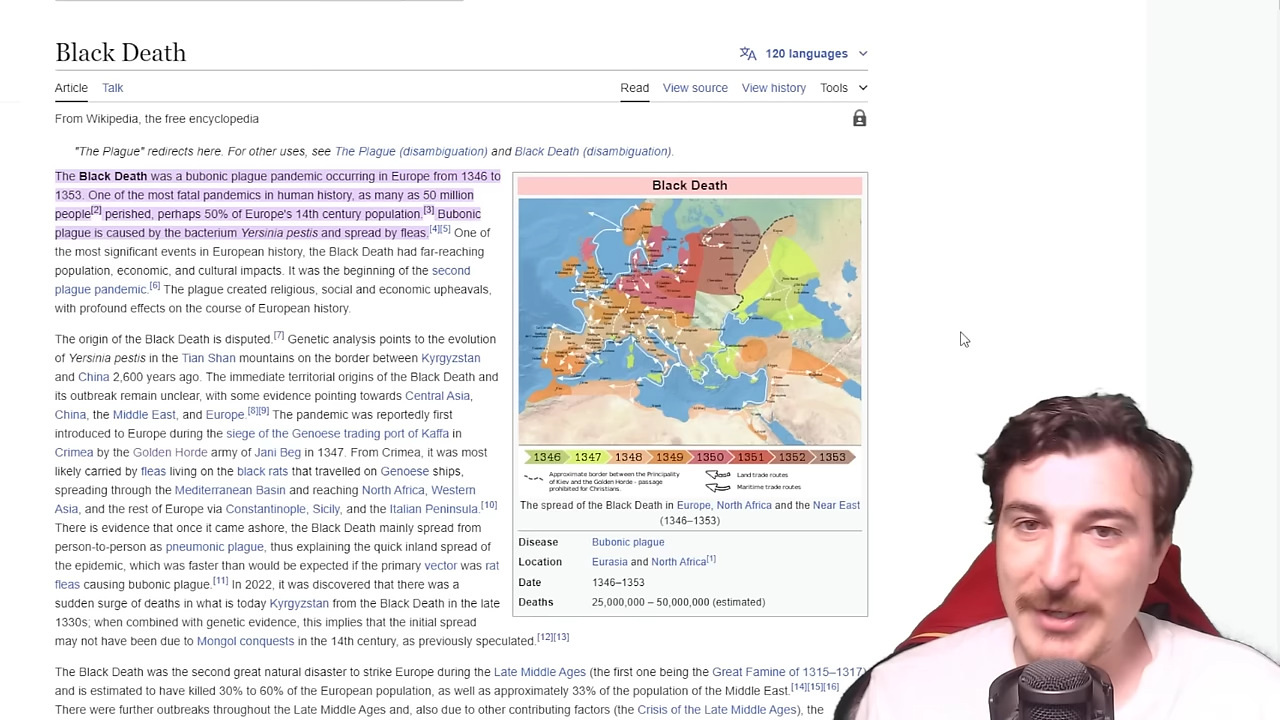 Black Death
120 languages
Article Talk Read View source View history Tools
From Wikipedia, the free encyclopedia
"The Plague" redirects here. For other uses, see The Plague (disambiguation) and Black Death (disambiguation).
The Black Death was a bubonic plague pandemic occurring in Europe from 1346 to
1353. One of the most fatal pandemics in human history, as many as 50 million
people[2] perished, perhaps 50% of Europe's 14th century population.[3] Bubonic
plague is caused by the bacterium Yersinia pestis and spread by fleas.[4][5] One of
the most significant events in European history, the Black Death had far-reaching
population, economic, and cultural impacts. It was the beginning of the second
plague pandemic.[6] The plague created religious, social and economic upheavals,
with profound effects on the course of European history.
The origin of the Black Death is disputed.[7] Genetic analysis points to the evolution
of Yersinia pestis in the Tian Shan mountains on the border between Kyrgyzstan
and China 2,600 years ago. The immediate territorial origins of the Black Death and
its outbreak remain unclear, with some evidence pointing towards Central Asia,
China, the Middle East, and Europe.[8][9] The pandemic was reportedly first
introduced to Europe during the siege of the Genoese trading port of Kaffa in
Crimea by the Golden Horde army of Jani Beg in 1347. From Crimea, it was most
likely carried by fleas living on the black rats that travelled on Genoese ships,
spreading through the Mediterranean Basin and reaching North Africa, Western
Asia, and the rest of Europe via Constantinople, Sicily, and the Italian Peninsula.[10]
There is evidence that once it came ashore, the Black Death mainly spread from
person-to-person as pneumonic plague, thus explaining the quick inland spread of
the epidemic, which was faster than would be expected if the primary vector was rat
fleas causing bubonic plague.[11] In 2022, it was discovered that there was a
sudden surge of deaths in what is today Kyrgyzstan from the Black Death in the late
1330s; when combined with genetic evidence, this implies that the initial spread
may not have been due to Mongol conquests in the 14th century, as previously speculated.[12][13]
The Black Death was the second great natural disaster to strike Europe during the Late Middle Ages (the first one being the Great Famine of 1315–1317)
and is estimated to have killed 30% to 60% of the European population, as well as approximately 33% of the population of the Middle East.[14][15][16]
There were further outbreaks throughout the Late Middle Ages and, also due to other contributing factors (the Crisis of the Late Middle Ages), the
Black Death
1346 1347 1348 1349 1350 1351 1352 1353
Approximate border between the Principality
of Kiev and the Golden Horde - passage
prohibited for Christians.
Land trade routes
Maritime trade routes
The spread of the Black Death in Europe, North Africa and the Near East
(1346–1353)
Disease Bubonic plague
Location Eurasia and North Africa[1]
Date 1346–1353
Deaths 25,000,000 – 50,000,000 (estimated)